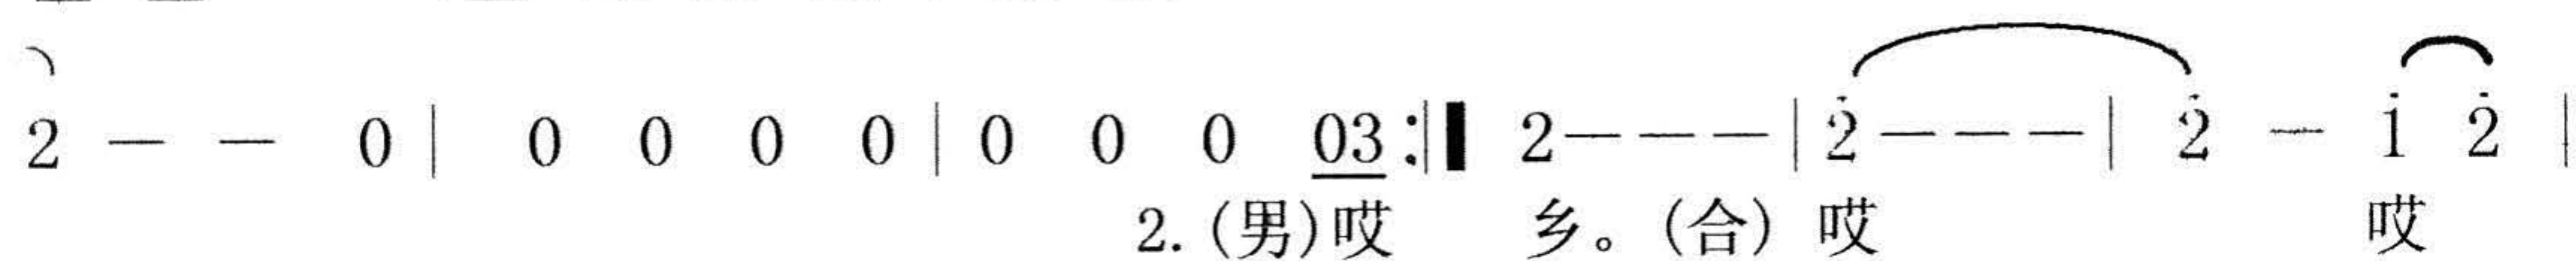 2 — — 0 | 0 0 0 0 | 0 0 0 03 :‖ 2 — — — | 2̇ — — — | 2̇ — 1̇ 2̇ |
2. (男)哎 乡。(合) 哎 哎